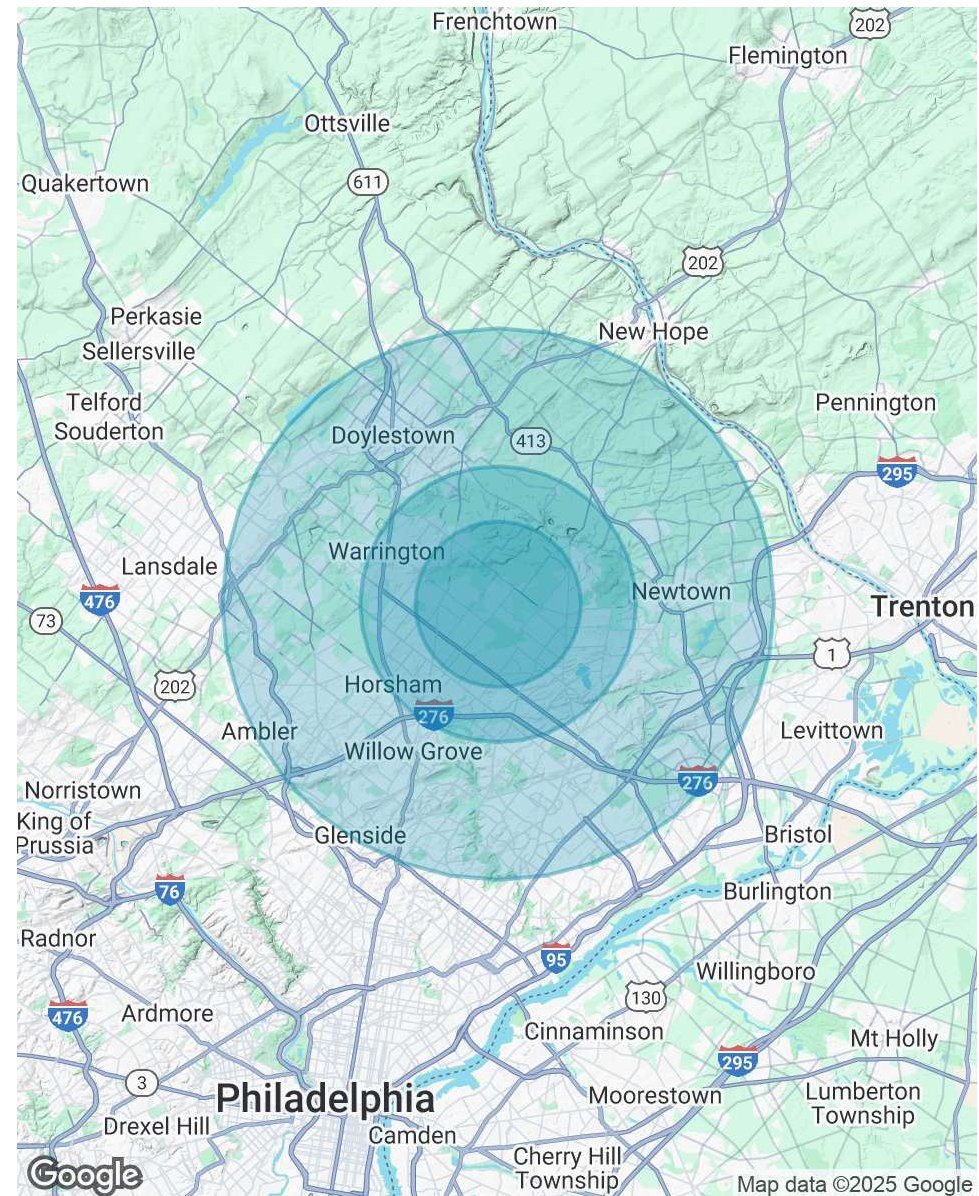 Frenchtown
202
Flemington
Ottsville
Quakertown
611
202
Perkasie
New Hope
Sellersville
Telford
Pennington
Souderton
Doylestown
413
295
Warrington
Lansdale
Newtown
476
Trenton
73
1
202
Horsham
276
Ambler
Levittown
Willow Grove
276
Norristown
King of
Prussia
Glenside
Bristol
76
Burlington
Radnor
95
Willingboro
130
476
Ardmore
Cinnaminson
Mt Holly
295
3
Philadelphia
Moorestown
Lumberton
Township
Drexel Hill
Camden
Cherry Hill
Township
Google
Map data ©2025 Google